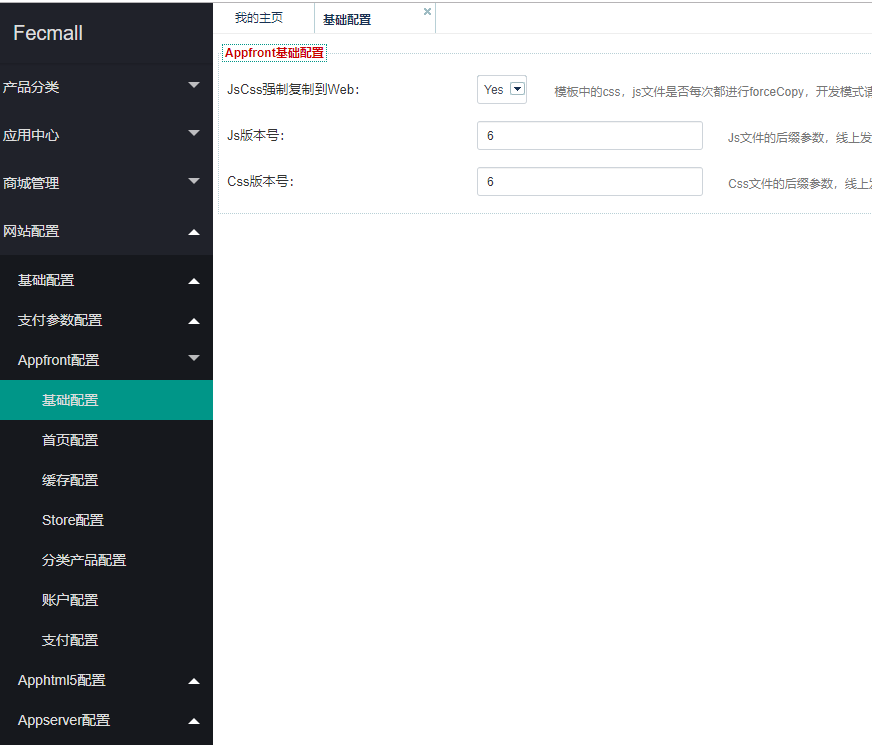 Fecmall
产品分类
应用中心
商城管理
网站配置
基础配置
支付参数配置
Appfront配置
基础配置
首页配置
缓存配置
Store配置
分类产品配置
账户配置
支付配置
Apphtml5配置
Appserver配置
我的主页 基础配置
Appfront基础配置
JsCss强制复制到Web: Yes 模板中的css，js文件是否每次都进行forceCopy，开发模式请
Js版本号: 6 Js文件的后缀参数，线上发
Css版本号: 6 Css文件的后缀参数，线上